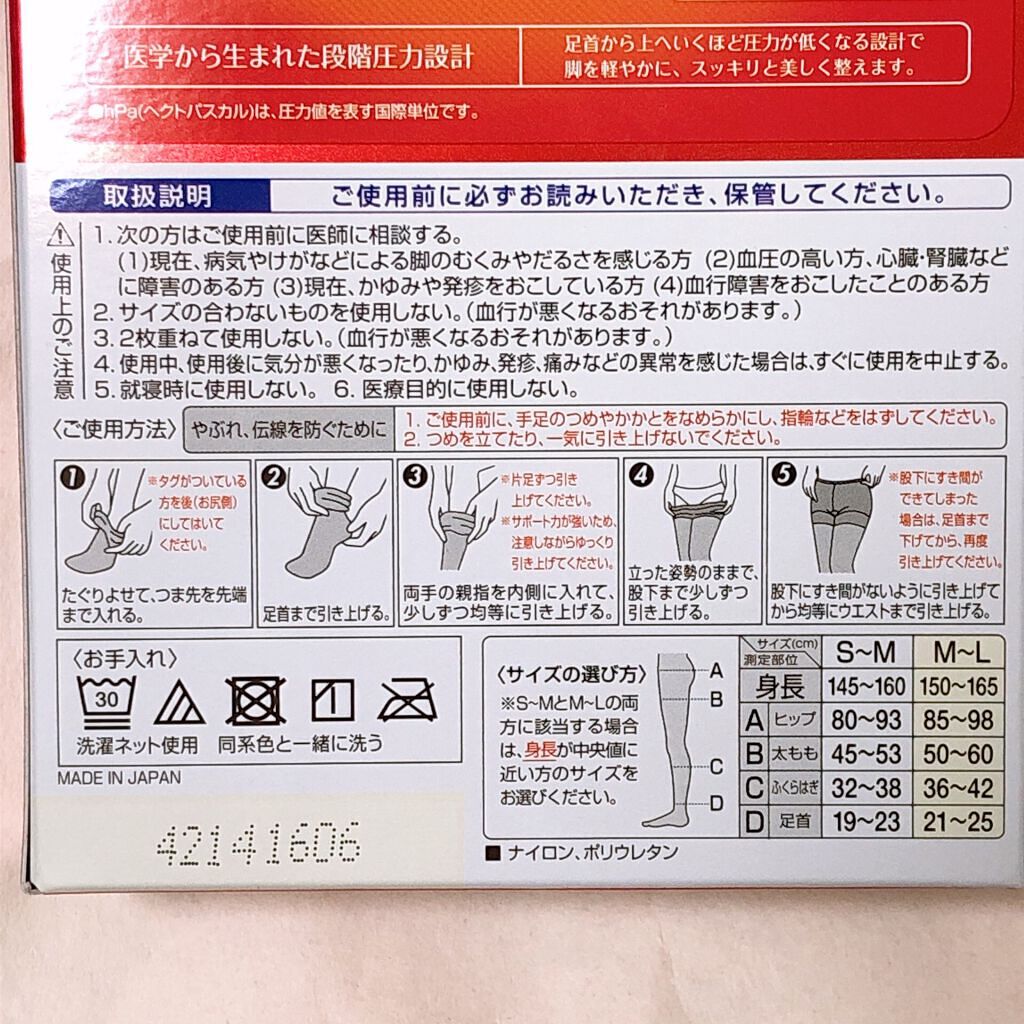 医学から生まれた段階圧力設計
足首から上へいくほど圧力が低くなる設計で
脚を軽やかに、スッキリと美しく整えます。
●hPa(ヘクトパスカル)は、圧力値を表す国際単位です。
取扱説明
ご使用前に必ずお読みいただき、保管してください。
使用上のご注意
1. 次の方はご使用前に医師に相談する。
(1)現在、病気やけがなどによる脚のむくみやだるさを感じる方 (2)血圧の高い方、心臓・腎臓など
に障害のある方 (3)現在、かゆみや発疹をおこしている方 (4)血行障害をおこしたことのある方
2. サイズの合わないものを使用しない。(血行が悪くなるおそれがあります。)
3. 2枚重ねて使用しない。(血行が悪くなるおそれがあります。)
4. 使用中、使用後に気分が悪くなったり、かゆみ、発疹、痛みなどの異常を感じた場合は、すぐに使用を中止する。
5. 就寝時に使用しない。 6. 医療目的に使用しない。
〈ご使用方法〉
やぶれ、伝線を防ぐために
1. ご使用前に、手足のつめやかかとをなめらかにし、指輪などをはずしてください。
2. つめを立てたり、一気に引き上げないでください。
1
※タグがついている
方を後(お尻側)
にしてはいて
ください。
たぐりよせて、つま先を先端
まで入れる。
2
足首まで引き上げる。
3
※片足ずつ引き
上げてください。
※サポート力が強いため、
注意しながらゆっくり
引き上げてください。
両手の親指を内側に入れて、
少しずつ均等に引き上げる。
4
立った姿勢のままで、
股下まで少しずつ
引き上げる。
5
※股下にすき間が
できてしまった
場合は、足首まで
下げてから、再度
引き上げてください。
股下にすき間がないように引き上げて
から均等にウエストまで引き上げる。
〈お手入れ〉
30
1
洗濯ネット使用 同系色と一緒に洗う
MADE IN JAPAN
42141606
〈サイズの選び方〉
※S~MとM~Lの両
方に該当する場合
は、身長が中央値に
近い方のサイズを
お選びください。
A
B
C
D
サイズ(cm) 測定部位 S~M M~L
身長 145~160 150~165
A ヒップ 80~93 85~98
B 太もも 45~53 50~60
C ふくらはぎ 32~38 36~42
D 足首 19~23 21~25
■ ナイロン、ポリウレタン